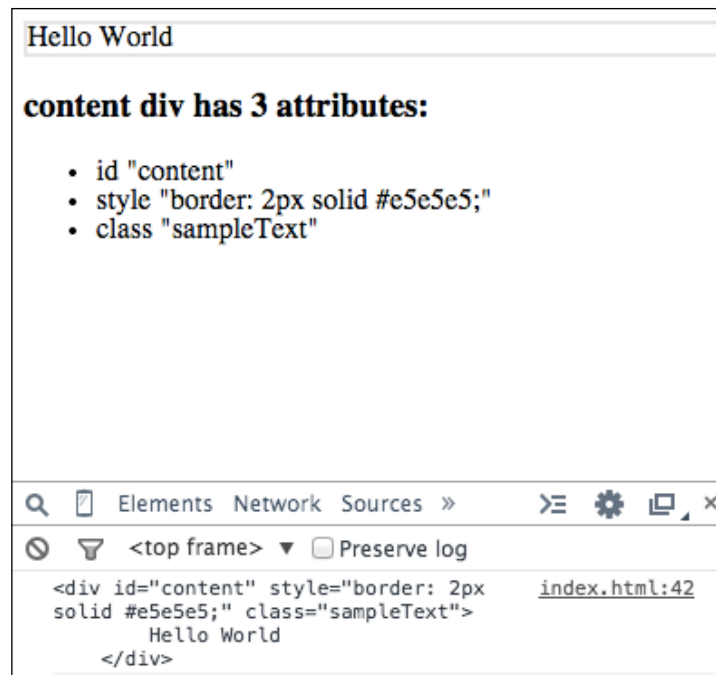 Hello World
content div has 3 attributes:
• id "content"
• style "border: 2px solid #e5e5e5;"
• class "sampleText"
Elements Network Sources »
<top frame> ▼ Preserve log
<div id="content" style="border: 2px index.html:42
solid #e5e5e5;" class="sampleText">
Hello World
</div>